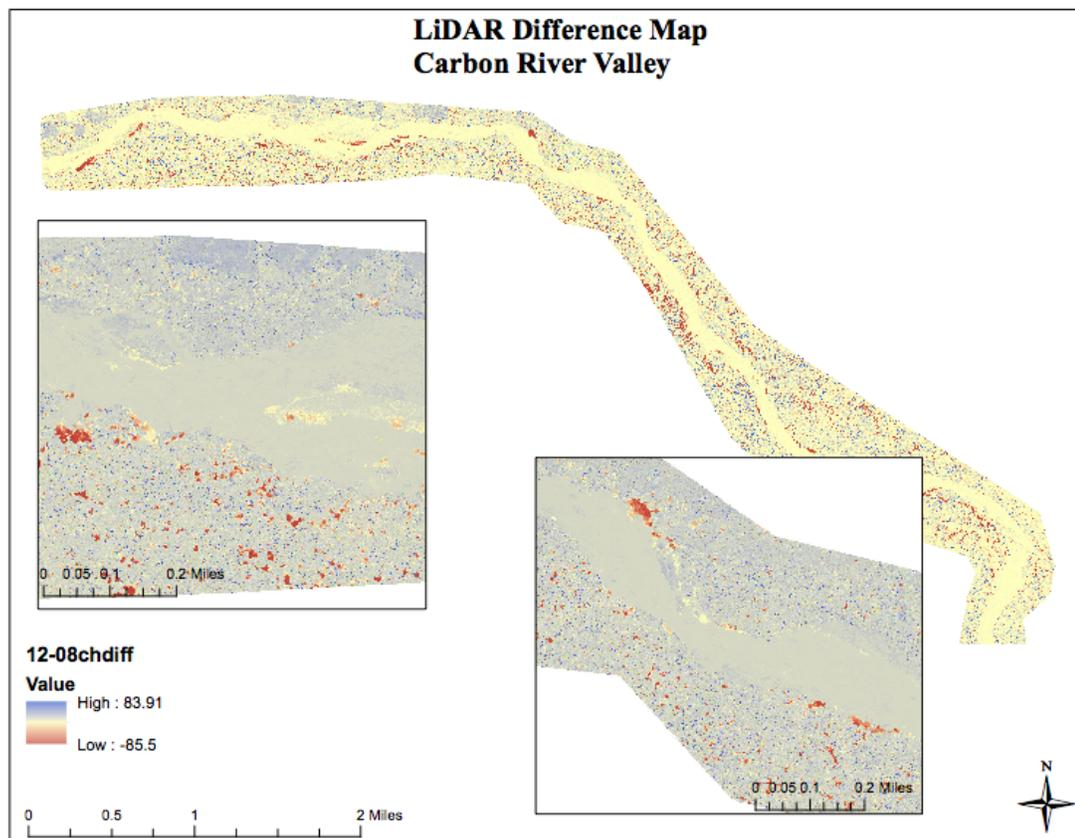 LiDAR Difference Map
Carbon River Valley
0 0.05 0.1 0.2 Miles
0 0.05 0.1 0.2 Miles
12-08chdiff
Value
High : 83.91
Low : -85.5
0 0.5 1 2 Miles
N